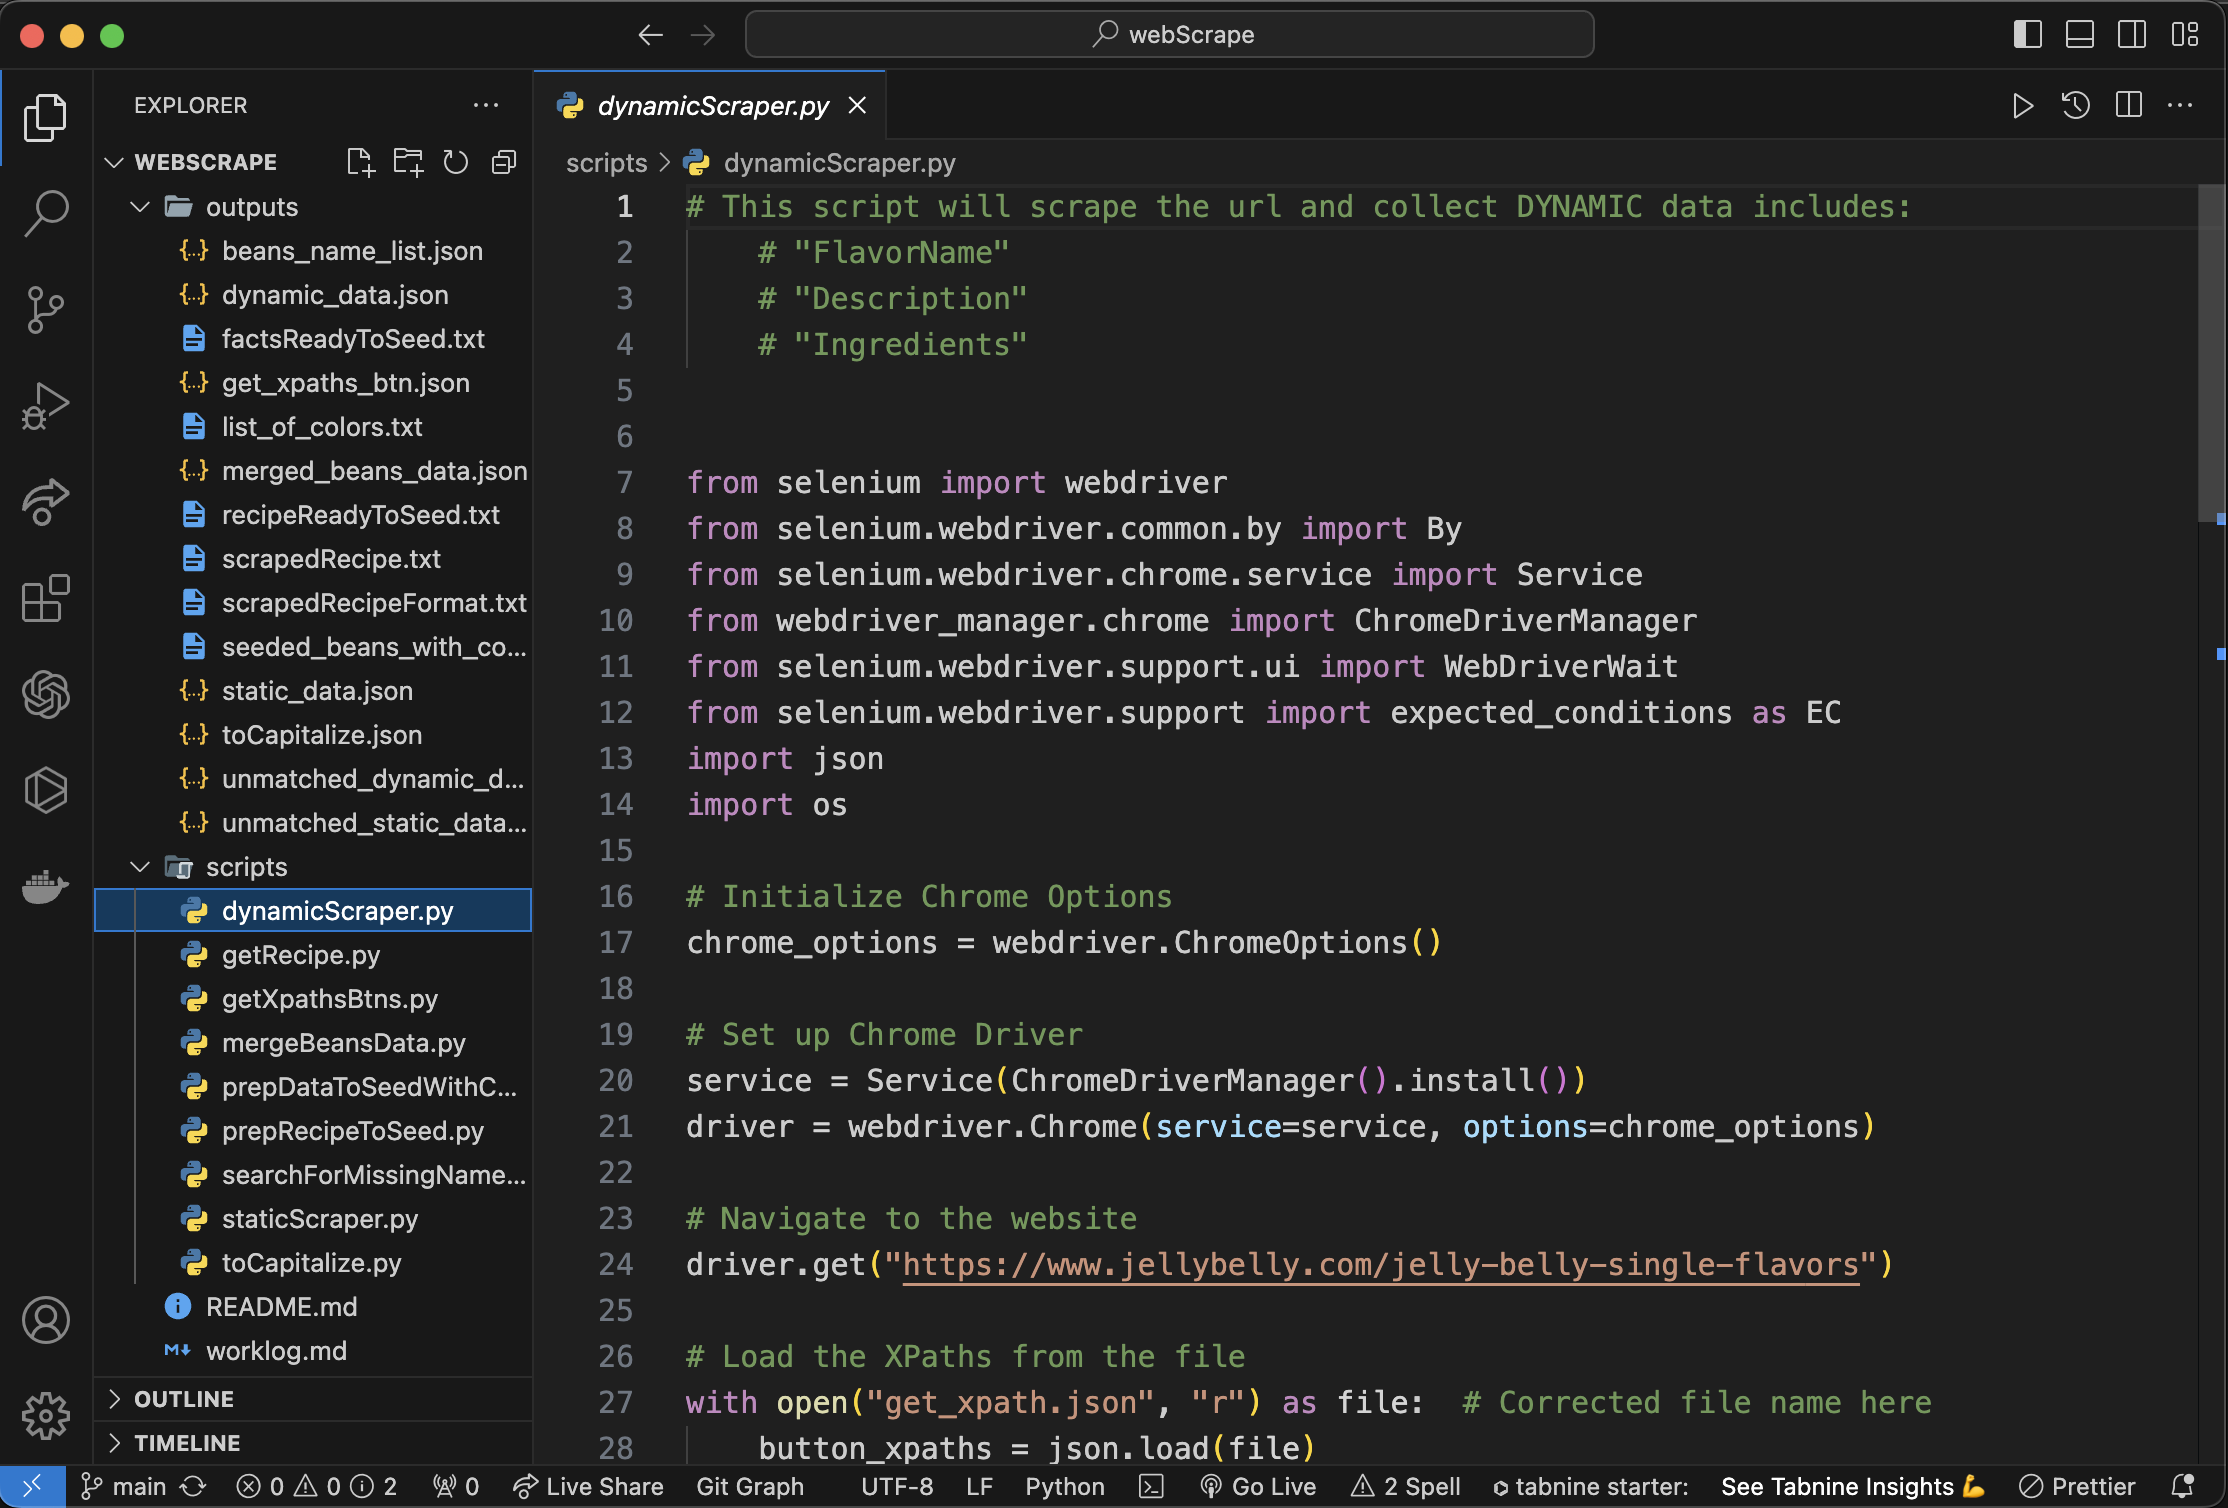 webScrape
EXPLORER
WEBSCRAPE
outputs
beans_name_list.json
dynamic_data.json
factsReadyToSeed.txt
get_xpaths_btn.json
list_of_colors.txt
merged_beans_data.json
recipeReadyToSeed.txt
scrapedRecipe.txt
scrapedRecipeFormat.txt
seeded_beans_with_co...
static_data.json
toCapitalize.json
unmatched_dynamic_d...
unmatched_static_data...
scripts
dynamicScraper.py
getRecipe.py
getXpathsBtns.py
mergeBeansData.py
prepDataToSeedWithC...
prepRecipeToSeed.py
searchForMissingName...
staticScraper.py
toCapitalize.py
README.md
worklog.md
OUTLINE
TIMELINE
dynamicScraper.py
scripts > dynamicScraper.py
1 # This script will scrape the url and collect DYNAMIC data includes:
2 # "FlavorName"
3 # "Description"
4 # "Ingredients"
5
6
7 from selenium import webdriver
8 from selenium.webdriver.common.by import By
9 from selenium.webdriver.chrome.service import Service
10 from webdriver_manager.chrome import ChromeDriverManager
11 from selenium.webdriver.support.ui import WebDriverWait
12 from selenium.webdriver.support import expected_conditions as EC
13 import json
14 import os
15
16 # Initialize Chrome Options
17 chrome_options = webdriver.ChromeOptions()
18
19 # Set up Chrome Driver
20 service = Service(ChromeDriverManager().install())
21 driver = webdriver.Chrome(service=service, options=chrome_options)
22
23 # Navigate to the website
24 driver.get("https://www.jellybelly.com/jelly-belly-single-flavors")
25
26 # Load the XPaths from the file
27 with open("get_xpath.json", "r") as file:  # Corrected file name here
28 button_xpaths = json.load(file)
main 0 0 2 0 Live Share Git Graph UTF-8 LF Python Go Live 2 Spell tabnine starter: See Tabnine Insights 💪 Prettier